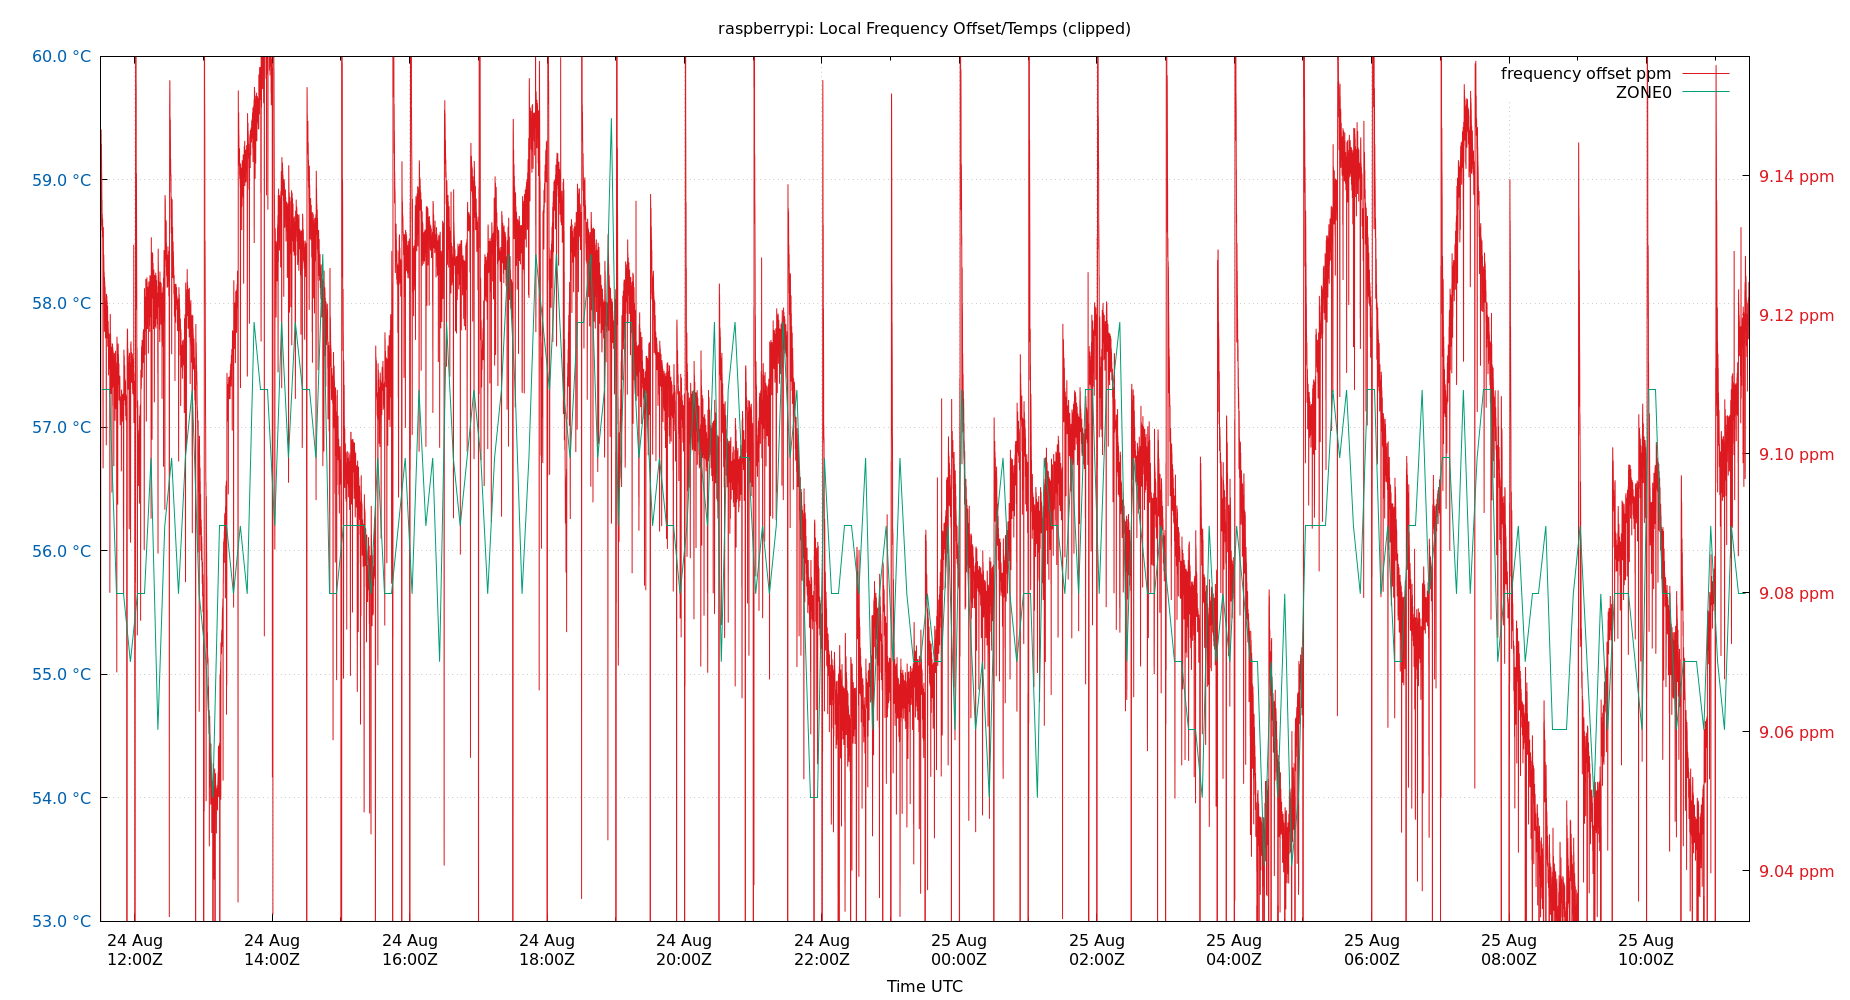 raspberrypi: Local Frequency Offset/Temps (clipped)
60.0 °C
59.0 °C
58.0 °C
57.0 °C
56.0 °C
55.0 °C
54.0 °C
53.0 °C
frequency offset ppm
ZONE0
9.14 ppm
9.12 ppm
9.10 ppm
9.08 ppm
9.06 ppm
9.04 ppm
24 Aug 24 Aug 24 Aug 24 Aug 24 Aug 24 Aug 25 Aug 25 Aug 25 Aug 25 Aug 25 Aug 25 Aug
12:00Z 14:00Z 16:00Z 18:00Z 20:00Z 22:00Z 00:00Z 02:00Z 04:00Z 06:00Z 08:00Z 10:00Z
Time UTC